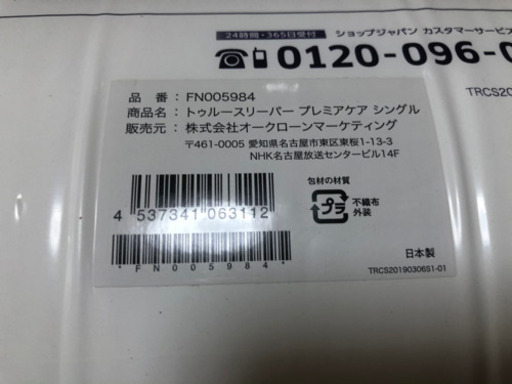 24時間・365日受付
ショップジャパン カスタマーサービス
0120-096-0
TRCS20
品 番： FN005984
商品名： トゥルースリーパー プレミアケア シングル
販売元： 株式会社オークローンマーケティング
〒461-0005 愛知県名古屋市東区東桜1-13-3
NHK名古屋放送センタービル14F
4 537341 063112
*FN005984*
包材の材質
プラ
不織布
外装
日本製
TRCS20190306S1-01